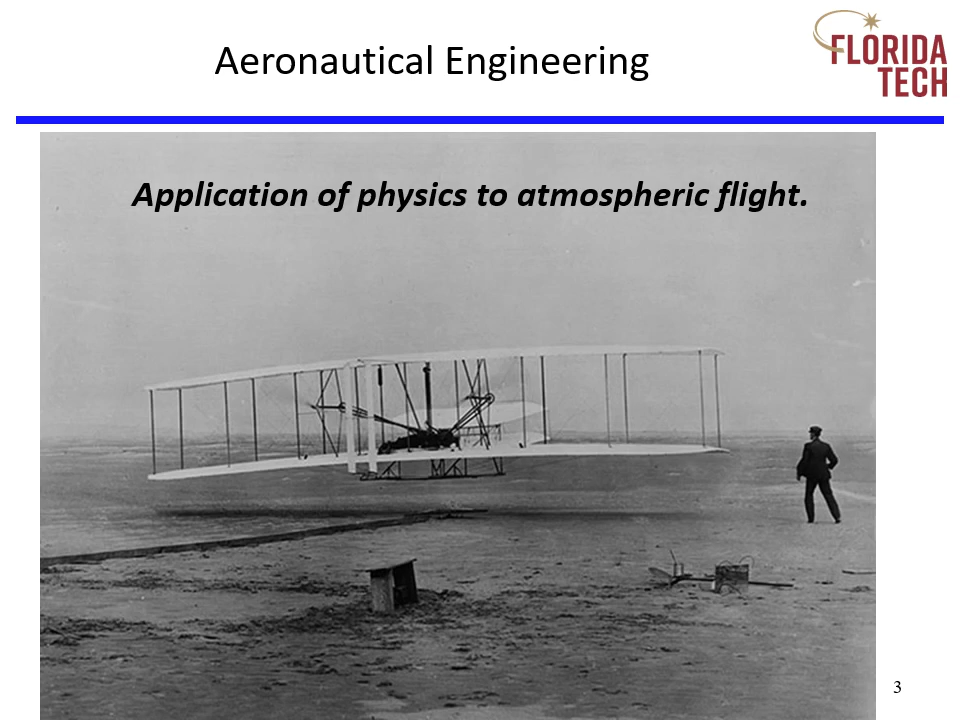 Aeronautical Engineering
FLORIDA
TECH
Application of physics to atmospheric flight.
3